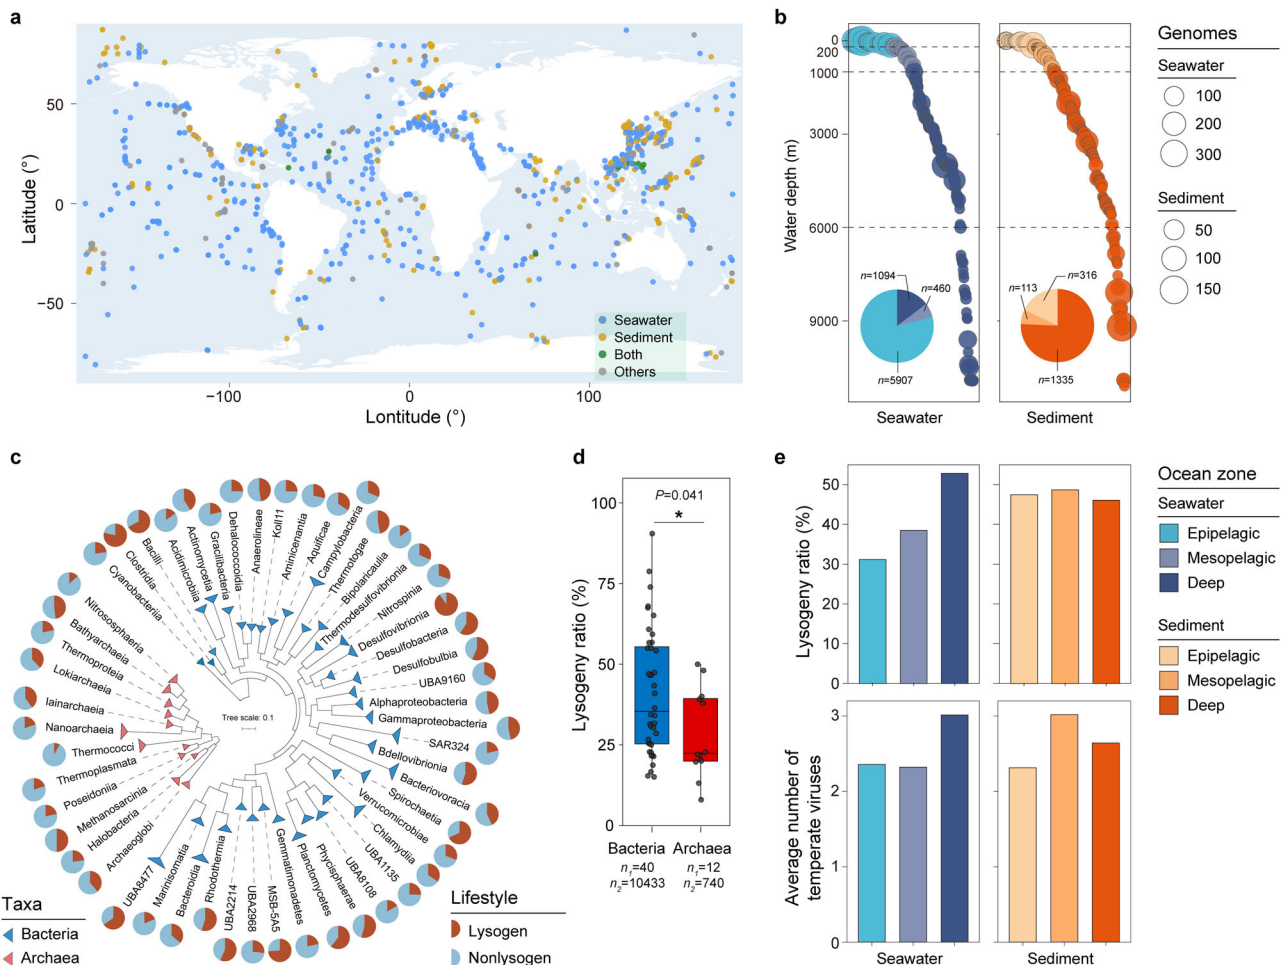 a
50
0
−50
Latitude (°)
−100
0
100
Lontitude (°)
Seawater
Sediment
Both
Others
b
0
200
1000
3000
6000
9000
Water depth (m)
n=1094
n=460
n=5907
n=113
n=316
n=1335
Seawater
Sediment
Genomes
Seawater
100
200
300
Sediment
50
100
150
c
Cyanobacteriia
Clostridia
Bacilli
Acidimicrobiia
Actinomycetia
Gracilibacteria
Dehalococcoidia
Anaerolineae
Koll11
Aminicenantia
Aquificae
Campylobacteria
Thermotogae
Bipolaricaulia
Thermodesulfovibrionia
Nitrospinia
Desulfovibrionia
Desulfobacteria
Desulfobulbia
UBA9160
Alphaproteobacteria
Gammaproteobacteria
SAR324
Bdellovibrionia
Bacteriovoracia
Spirochaetia
Verrucomicrobiae
Chlamydia
UBA1135
UBA8108
Phycisphaerae
Planctomycetes
Gemmatimonadetes
MSB-5A5
UBA2968
UBA2214
Rhodothermia
Bacteroidia
Marinisomatia
UBA8477
Archaeoglobi
Halobacteria
Methanosarcinia
Poseidoniia
Thermoplasmata
Thermococci
Nanoarchaeia
Iainarchaeia
Lokiarchaeia
Thermoproteia
Bathyarchaeia
Nitrososphaeria
Tree scale: 0.1
Taxa
Bacteria
Archaea
Lifestyle
Lysogen
Nonlysogen
d
P=0.041
*
100
75
50
25
0
Lysogeny ratio (%)
Bacteria
n1=40
n2=10433
Archaea
n1=12
n2=740
e
50
40
30
20
10
0
Lysogeny ratio (%)
3
2
1
0
Average number of
temperate viruses
Seawater
Sediment
Ocean zone
Seawater
Epipelagic
Mesopelagic
Deep
Sediment
Epipelagic
Mesopelagic
Deep